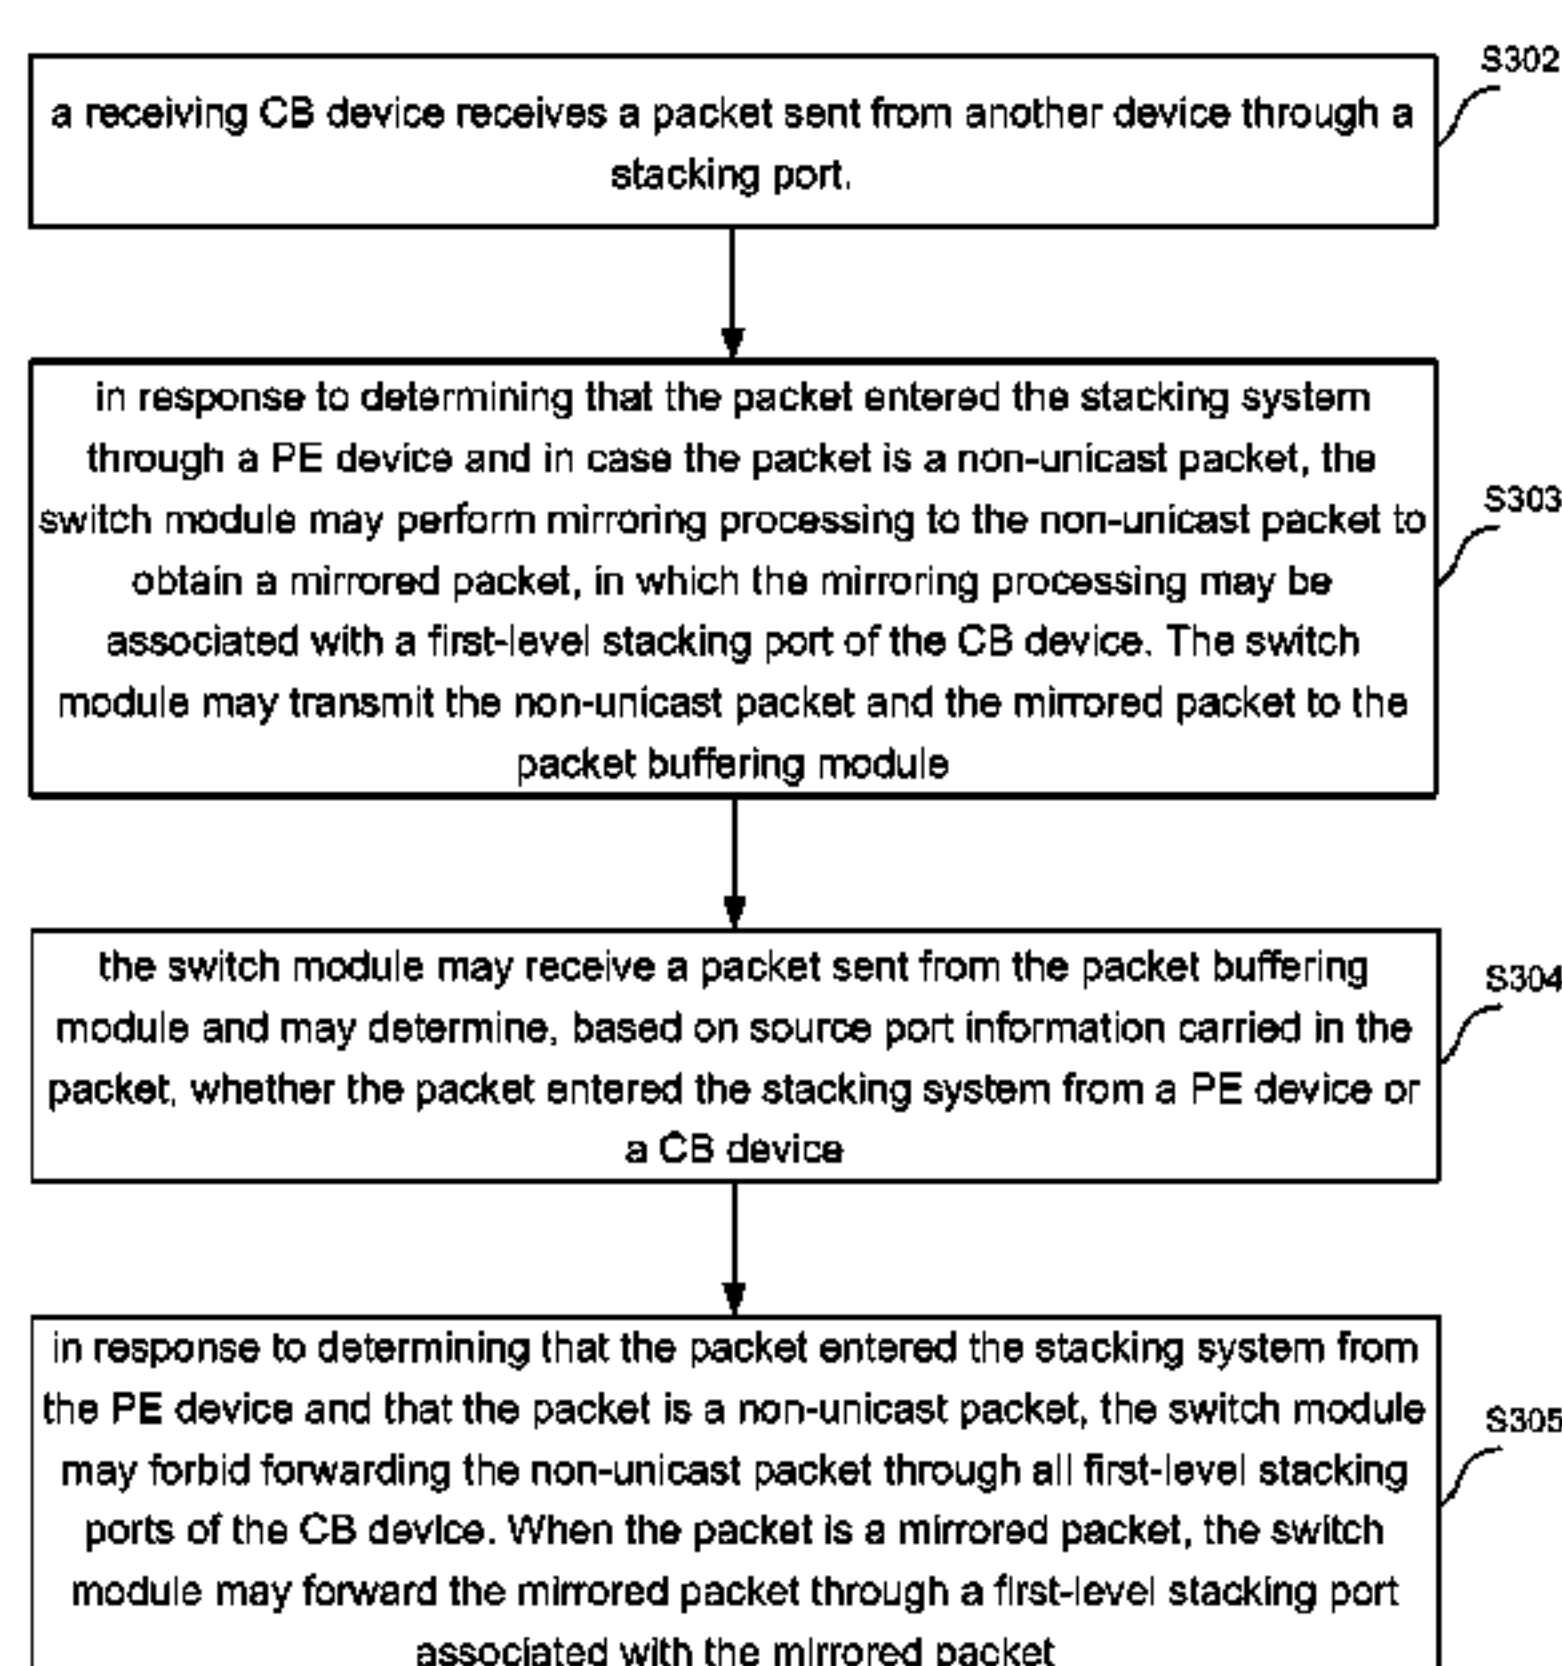 S302
a receiving CB device receives a packet sent from another device through a
stacking port.
in response to determining that the packet entered the stacking system
through a PE device and in case the packet is a non-unicast packet, the
switch module may perform mirroring processing to the non-unicast packet to
obtain a mirrored packet, in which the mirroring processing may be
associated with a first-level stacking port of the CB device. The switch
module may transmit the non-unicast packet and the mirrored packet to the
packet buffering module
S303
the switch module may receive a packet sent from the packet buffering
module and may determine, based on source port information carried in the
packet, whether the packet entered the stacking system from a PE device or
a CB device
S304
in response to determining that the packet entered the stacking system from
the PE device and that the packet is a non-unicast packet, the switch module
may forbid forwarding the non-unicast packet through all first-level stacking
ports of the CB device. When the packet is a mirrored packet, the switch
module may forward the mirrored packet through a first-level stacking port
associated with the mirrored packet
S305